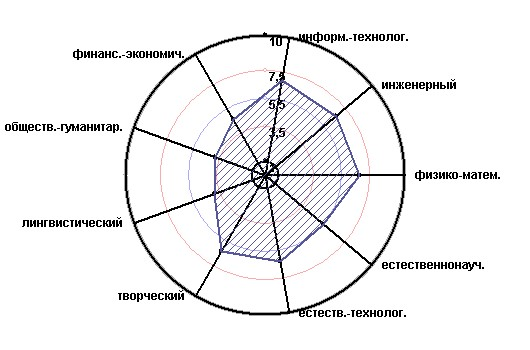 информ.-технолог.
10
финанс.-экономич.
7,5
инженерный
5,5
обществ.-гуманитар.
3,5
физико-матем.
лингвистический
естественнонауч.
творческий
естеств.-технолог.